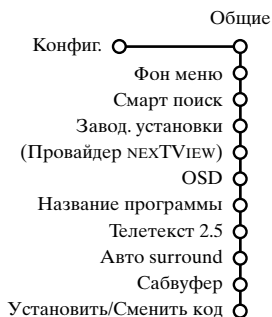 Общие
Конфиг.
Фон меню
Смарт поиск
Завод. установки
(Провайдер NEXTVIEW)
OSD
Название программы
Телетекст 2.5
Авто surround
Сабвуфер
Установить/Сменить код